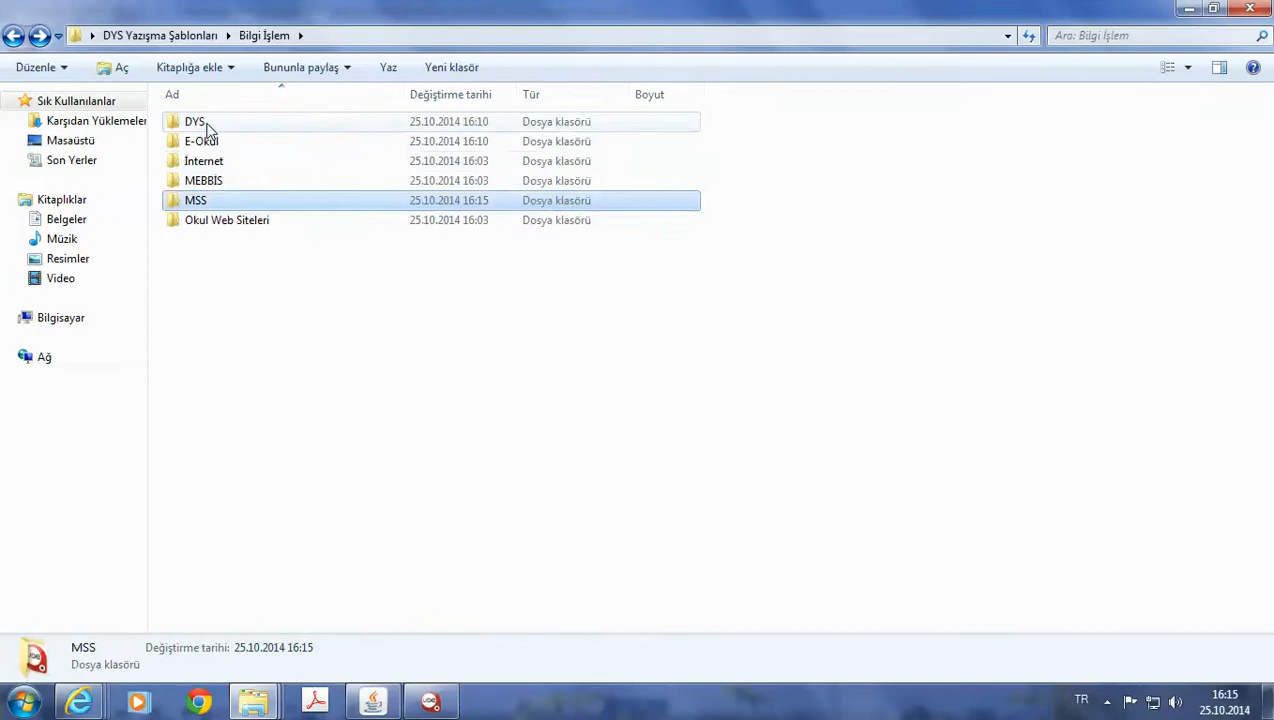 DYS Yazışma Şablonları Bilgi İşlem
Ara: Bilgi İşlem
Düzenle Aç Kitaplığa ekle Bununla paylaş Yaz Yeni klasör
Ad Değiştirme tarihi Tür Boyut
Sık Kullanılanlar
Karşıdan Yüklemeler
Masaüstü
Son Yerler
Kitaplıklar
Belgeler
Müzik
Resimler
Video
Bilgisayar
Ağ
DYS 25.10.2014 16:10 Dosya klasörü
E-Okul 25.10.2014 16:10 Dosya klasörü
İnternet 25.10.2014 16:03 Dosya klasörü
MEBBİS 25.10.2014 16:03 Dosya klasörü
MSS 25.10.2014 16:15 Dosya klasörü
Okul Web Siteleri 25.10.2014 16:03 Dosya klasörü
MSS Değiştirme tarihi: 25.10.2014 16:15
Dosya klasörü
TR
16:15
25.10.2014